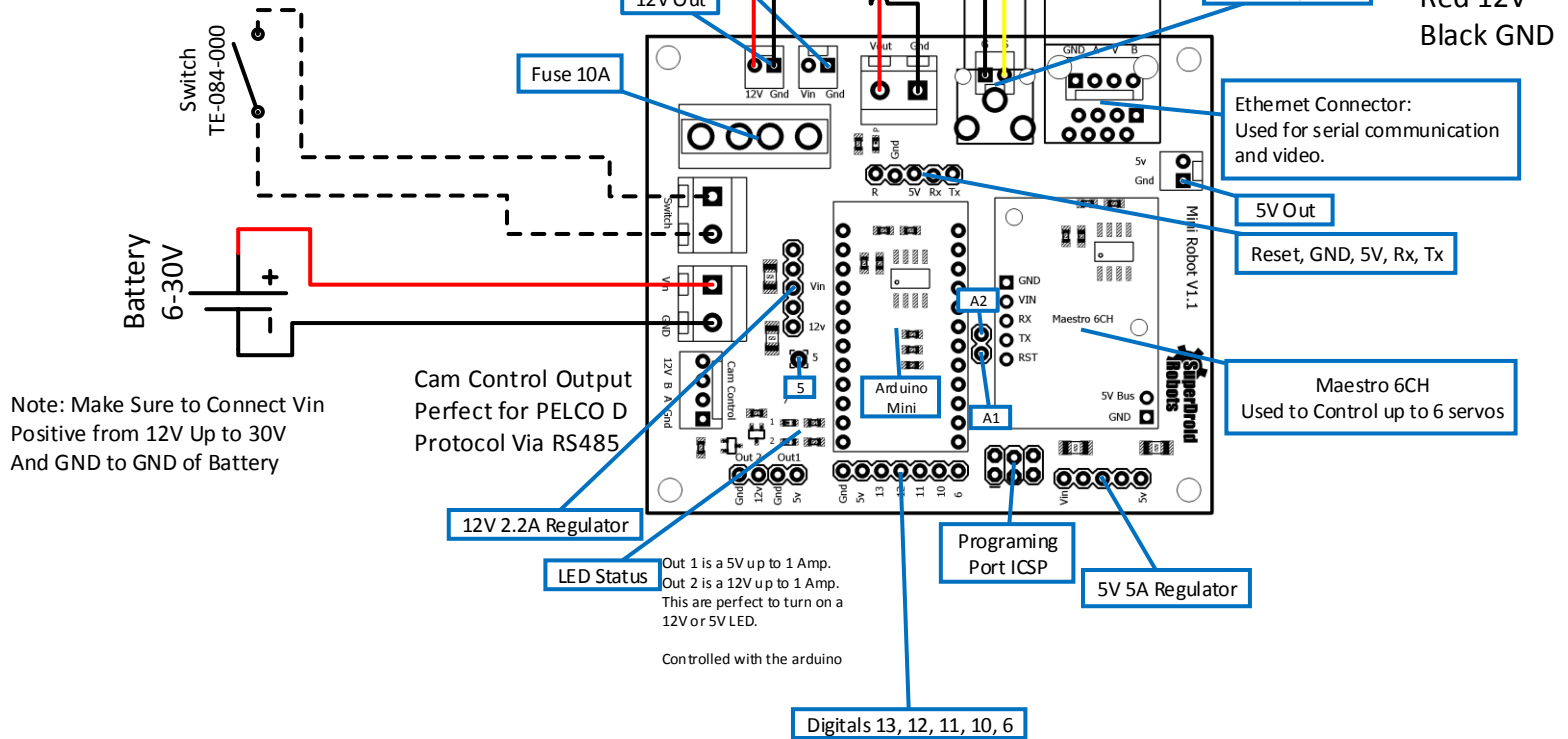 12V Out
Red 12V
Black GND
Switch
TE-084-000
Fuse 10A
12V Gnd
Vin Gnd
Vout Gnd
G S
GND A V B
Ethernet Connector:
Used for serial communication
and video.
5v
Gnd
5V Out
P
Gnd
R 5V Rx Tx
Reset, GND, 5V, Rx, Tx
Mini Robot V1.1
Switch
Battery
6-30V
+
Vin
GND
Vin
12v
5
5
A2
A1
Arduino
Mini
GND
VIN
RX
TX
RST
Maestro 6CH
5V Bus
GND
SuperDroid
Robots
Maestro 6CH
Used to Control up to 6 servos
12V B A Gnd
Cam Control
Cam Control Output
Perfect for PELCO D
Protocol Via RS485
Note: Make Sure to Connect Vin
Positive from 12V Up to 30V
And GND to GND of Battery
1
2
Out 2 Out1
Gnd 12v Gnd 5v
Gnd 5v 13 12 11 10 6
Vin 5v
12V 2.2A Regulator
LED Status
Programing
Port ICSP
5V 5A Regulator
Out 1 is a 5V up to 1 Amp.
Out 2 is a 12V up to 1 Amp.
This are perfect to turn on a
12V or 5V LED.
Controlled with the arduino
Digitals 13, 12, 11, 10, 6